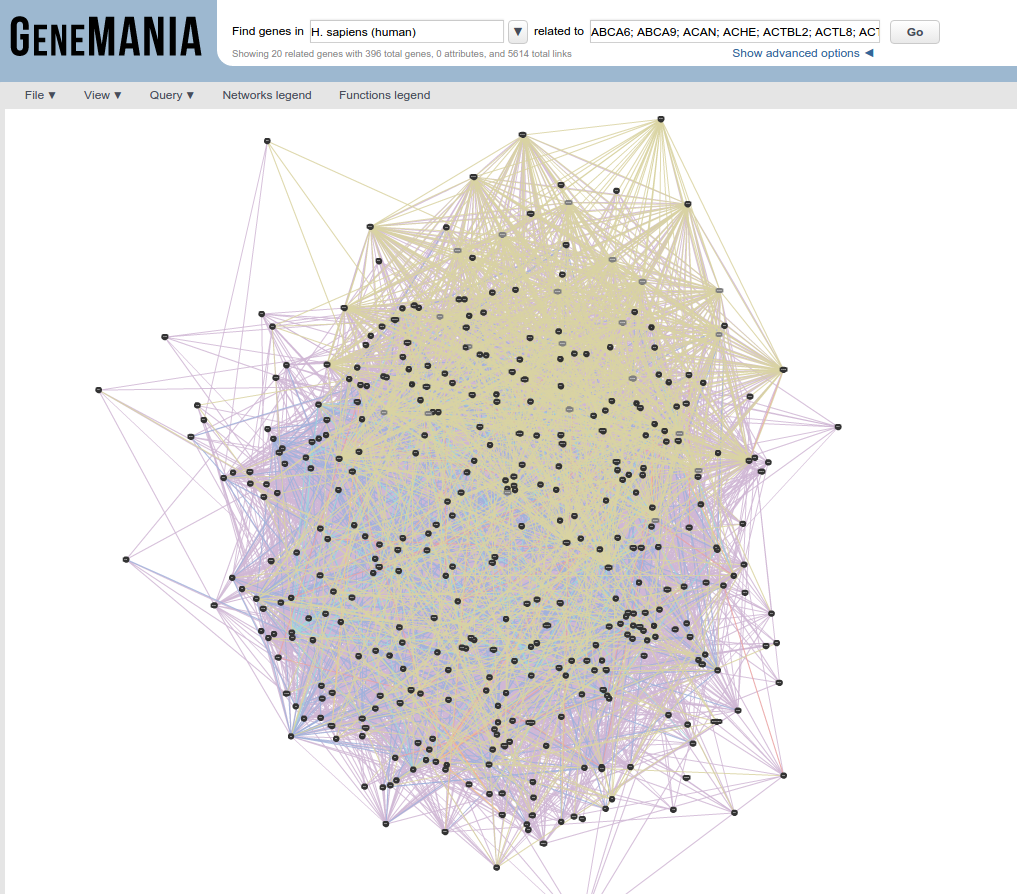 GENEMANIA
Find genes in H. sapiens (human) ▼ related to ABCA6; ABCA9; ACAN; ACHE; ACTBL2; ACTL8; ACT Go
Showing 20 related genes with 396 total genes, 0 attributes, and 5614 total links
Show advanced options ◀
File ▼ View ▼ Query ▼ Networks legend Functions legend